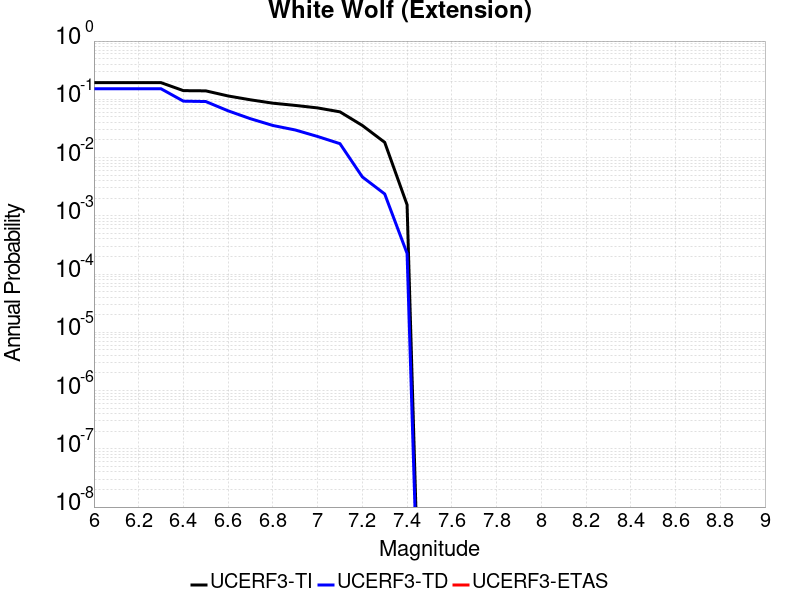 White Wolf (Extension)
10^0
10^-1
10^-2
10^-3
10^-4
10^-5
10^-6
10^-7
10^-8
Annual Probability
6 6.2 6.4 6.6 6.8 7 7.2 7.4 7.6 7.8 8 8.2 8.4 8.6 8.8 9
Magnitude
UCERF3-TI UCERF3-TD UCERF3-ETAS